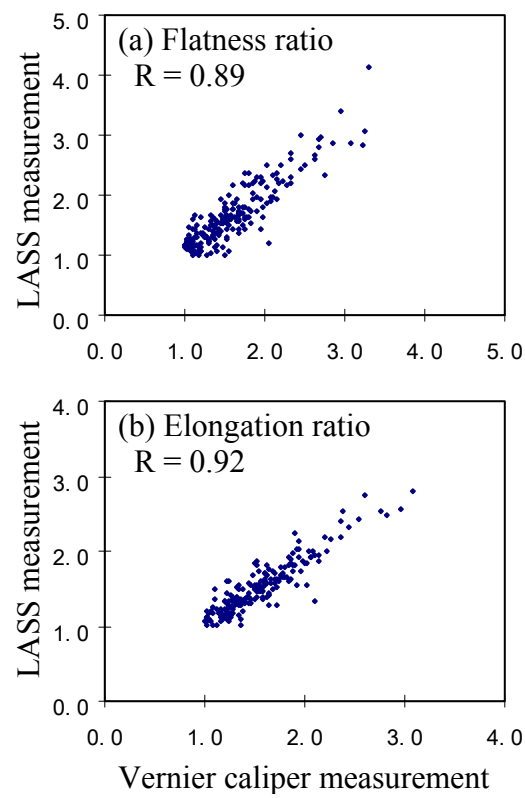 5.0
(a) Flatness ratio
R = 0.89
4.0
3.0
2.0
1.0
0.0
LASS measurement
0.0 1.0 2.0 3.0 4.0 5.0
4.0
(b) Elongation ratio
R = 0.92
3.0
2.0
1.0
0.0
LASS measurement
0.0 1.0 2.0 3.0 4.0
Vernier caliper measurement